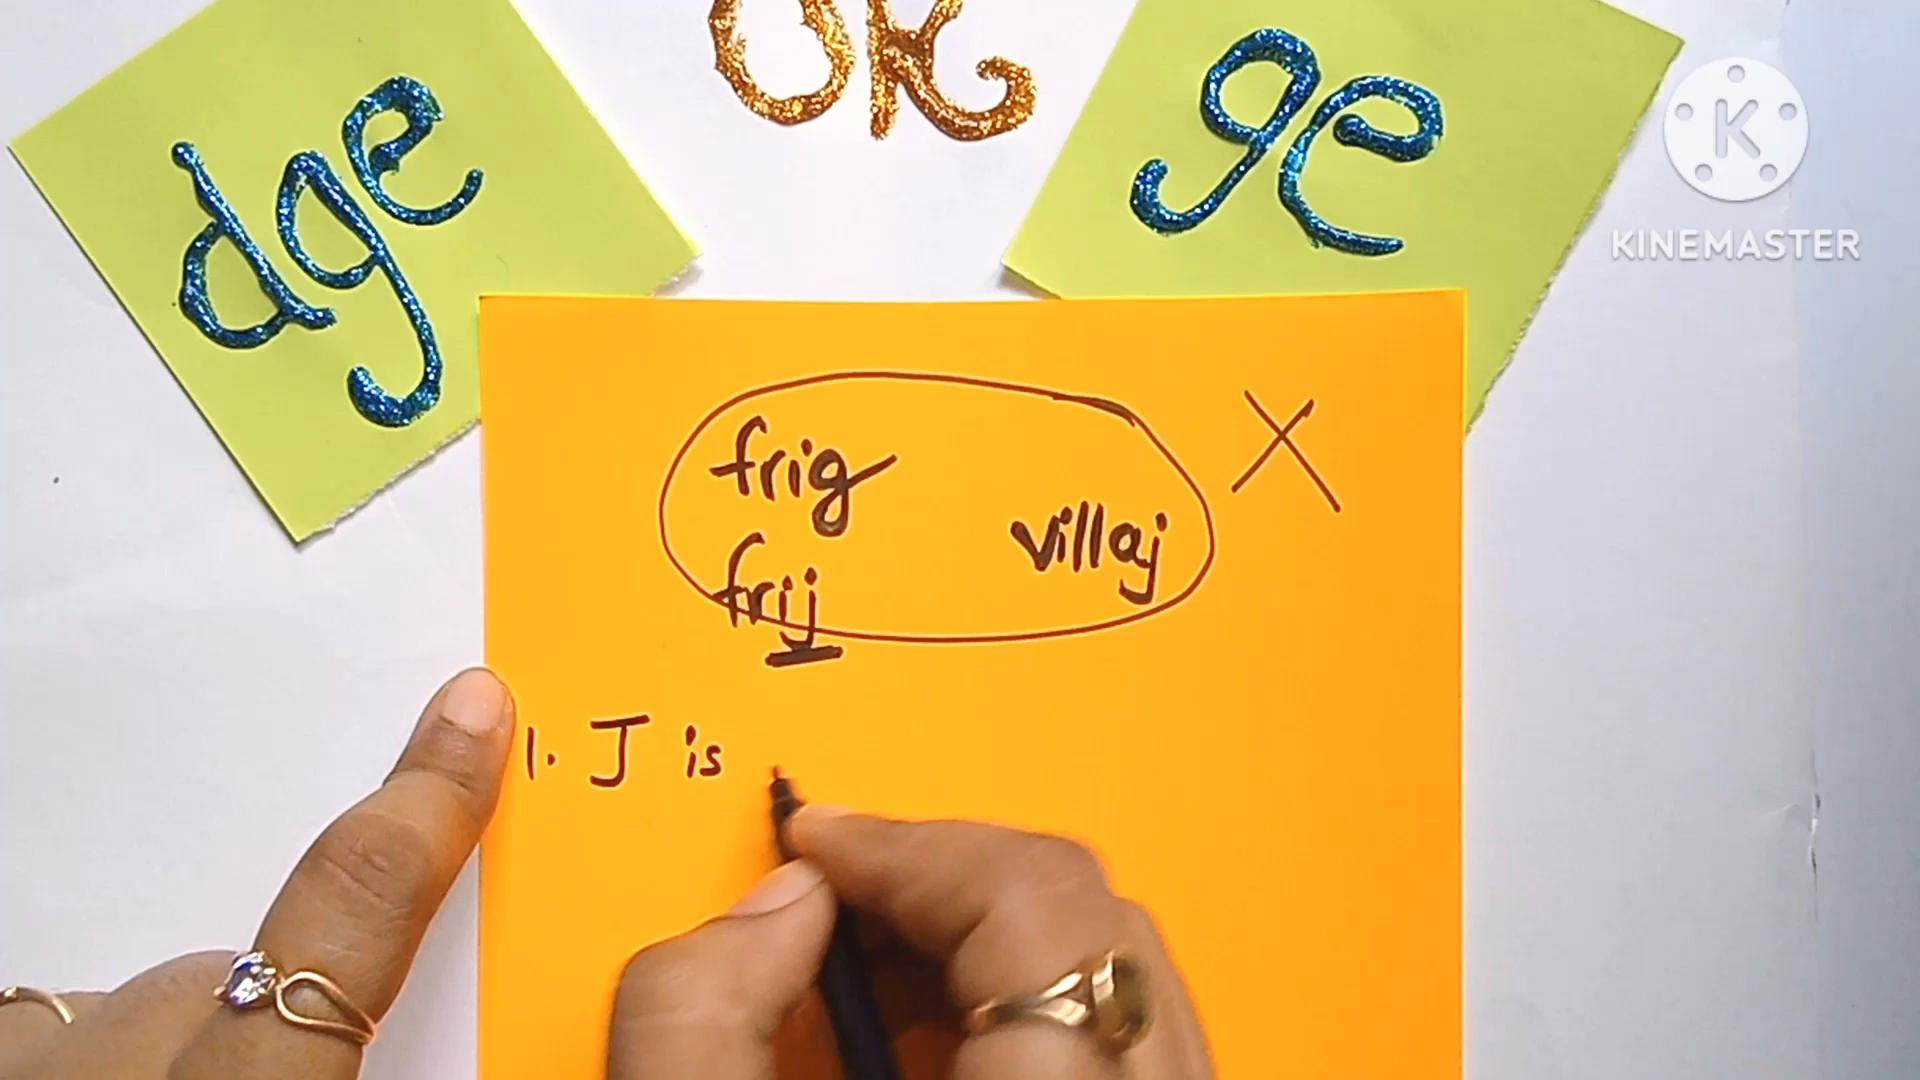 OR
dge
ge
K
KINEMASTER
frig
villaj
frij
1. J is